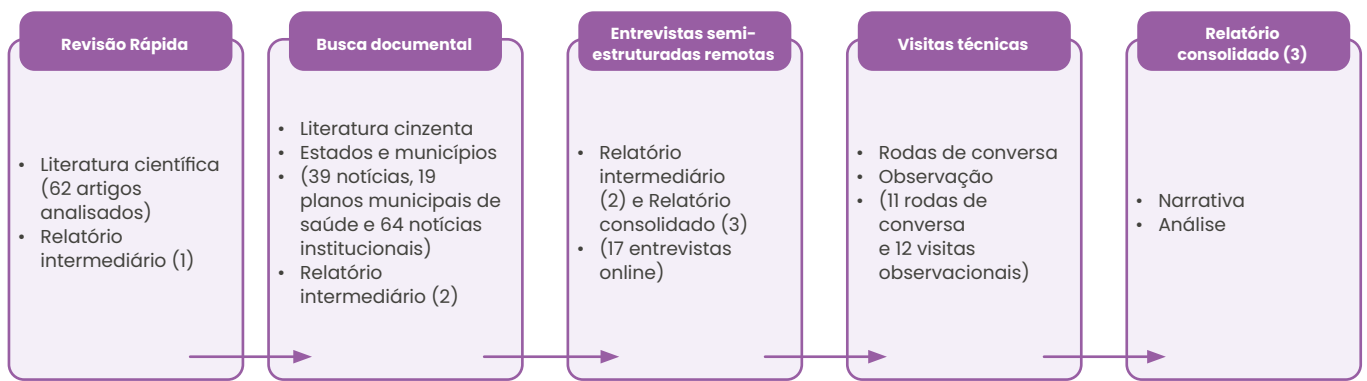 Revisão Rápida
• Literatura científica
(62 artigos
analisados)
• Relatório
intermediário (1)
Busca documental
• Literatura cinzenta
• Estados e municípios
• (39 notícias, 19
planos municipais de
saúde e 64 notícias
institucionais)
• Relatório
intermediário (2)
Entrevistas semi-
estruturadas remotas
• Relatório
intermediário
(2) e Relatório
consolidado (3)
• (17 entrevistas
online)
Visitas técnicas
• Rodas de conversa
• Observação
• (11 rodas de
conversa
e 12 visitas
observacionais)
Relatório
consolidado (3)
• Narrativa
• Análise